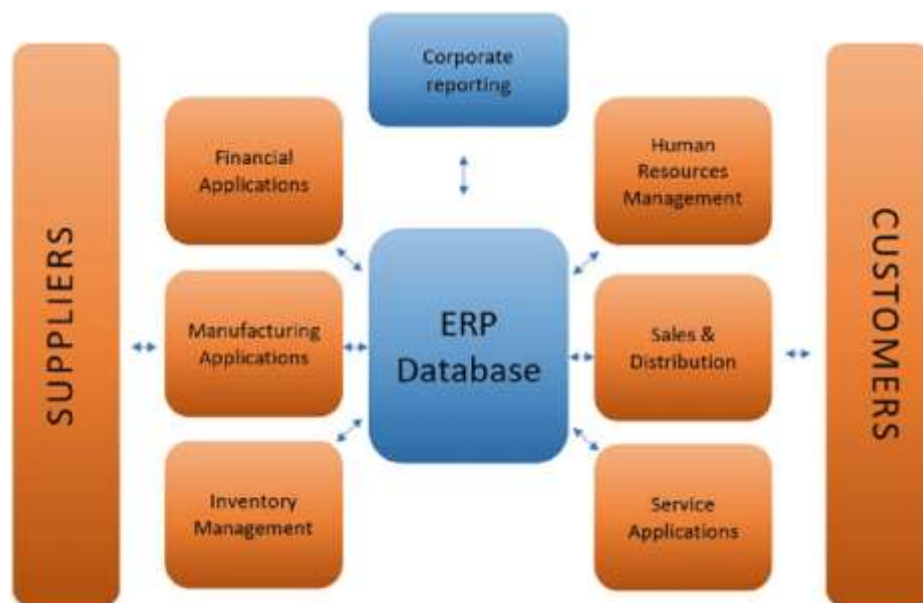 SUPPLIERS
Corporate
reporting
Financial
Applications
Human
Resources
Management
Manufacturing
Applications
ERP
Database
Sales &
Distribution
Inventory
Management
Service
Applications
CUSTOMERS